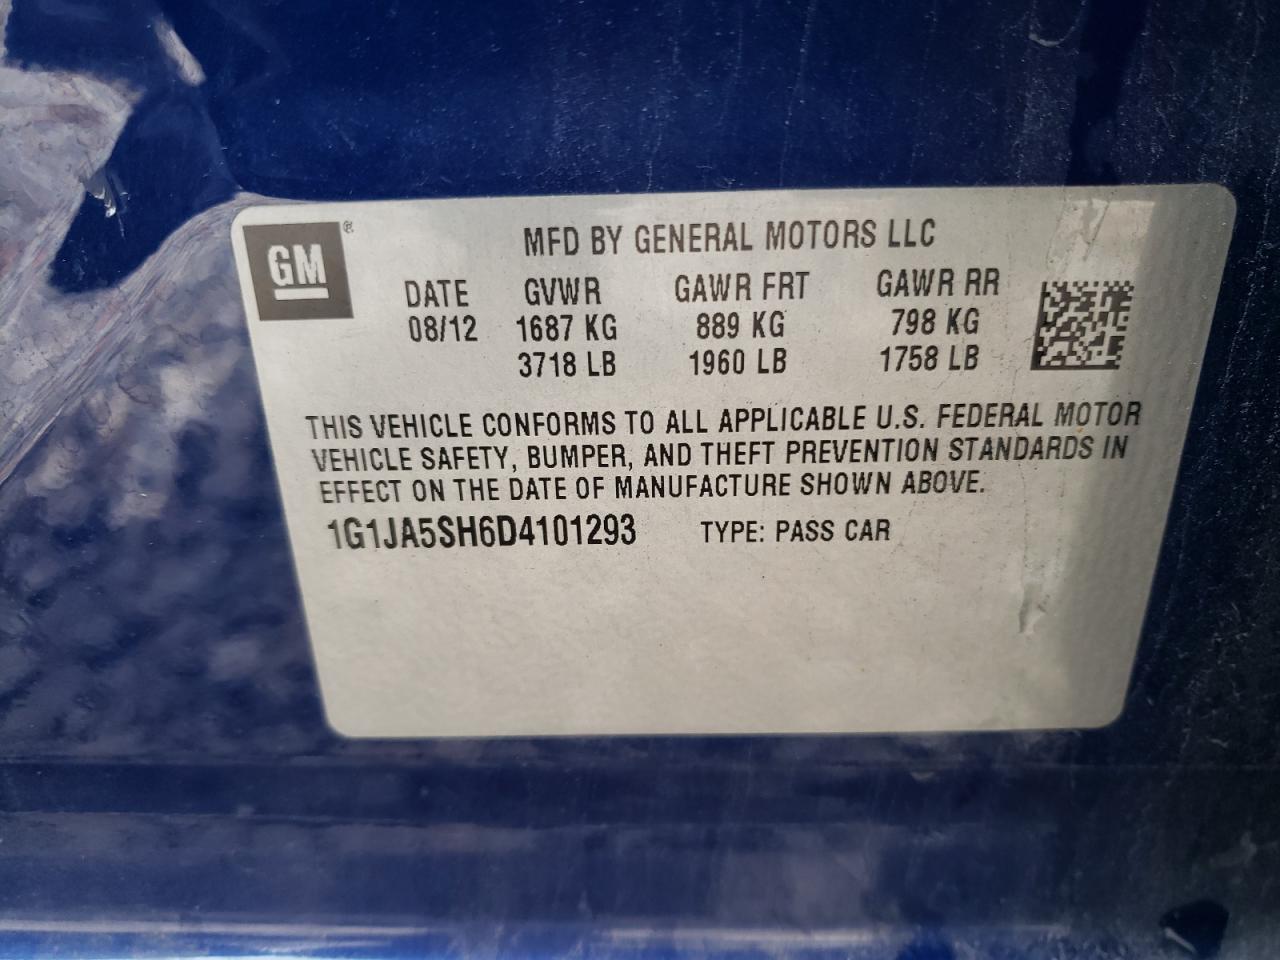 GM®
MFD BY GENERAL MOTORS LLC
DATE GVWR GAWR FRT GAWR RR
08/12 1687 KG 889 KG 798 KG
3718 LB 1960 LB 1758 LB
THIS VEHICLE CONFORMS TO ALL APPLICABLE U.S. FEDERAL MOTOR
VEHICLE SAFETY, BUMPER, AND THEFT PREVENTION STANDARDS IN
EFFECT ON THE DATE OF MANUFACTURE SHOWN ABOVE.
1G1JA5SH6D4101293 TYPE: PASS CAR